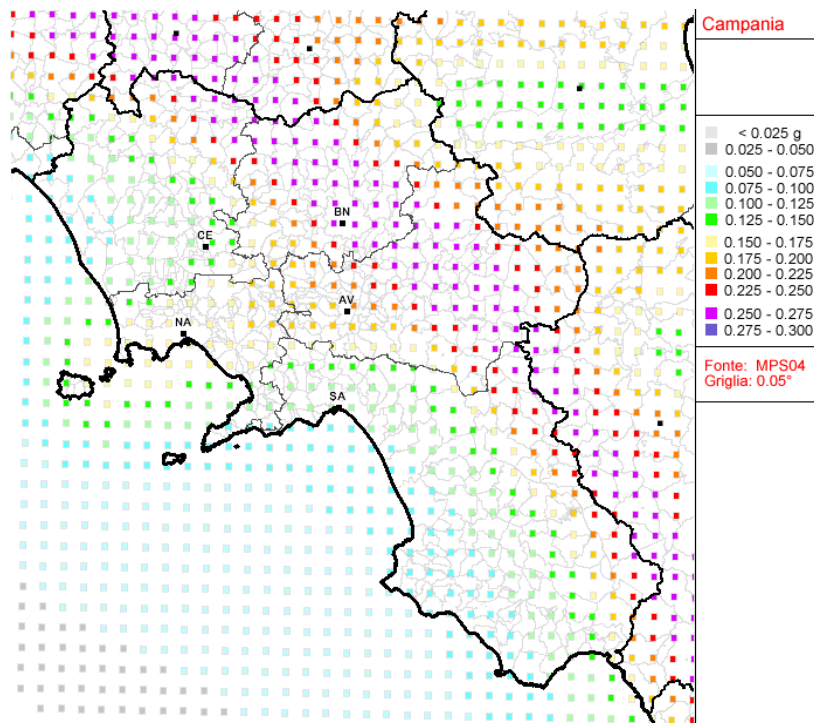 Campania
< 0.025 g
0.025 - 0.050
0.050 - 0.075
0.075 - 0.100
0.100 - 0.125
0.125 - 0.150
0.150 - 0.175
0.175 - 0.200
0.200 - 0.225
0.225 - 0.250
0.250 - 0.275
0.275 - 0.300
Fonte: MPS04
Griglia: 0.05°
BN
CE
AV
NA
SA